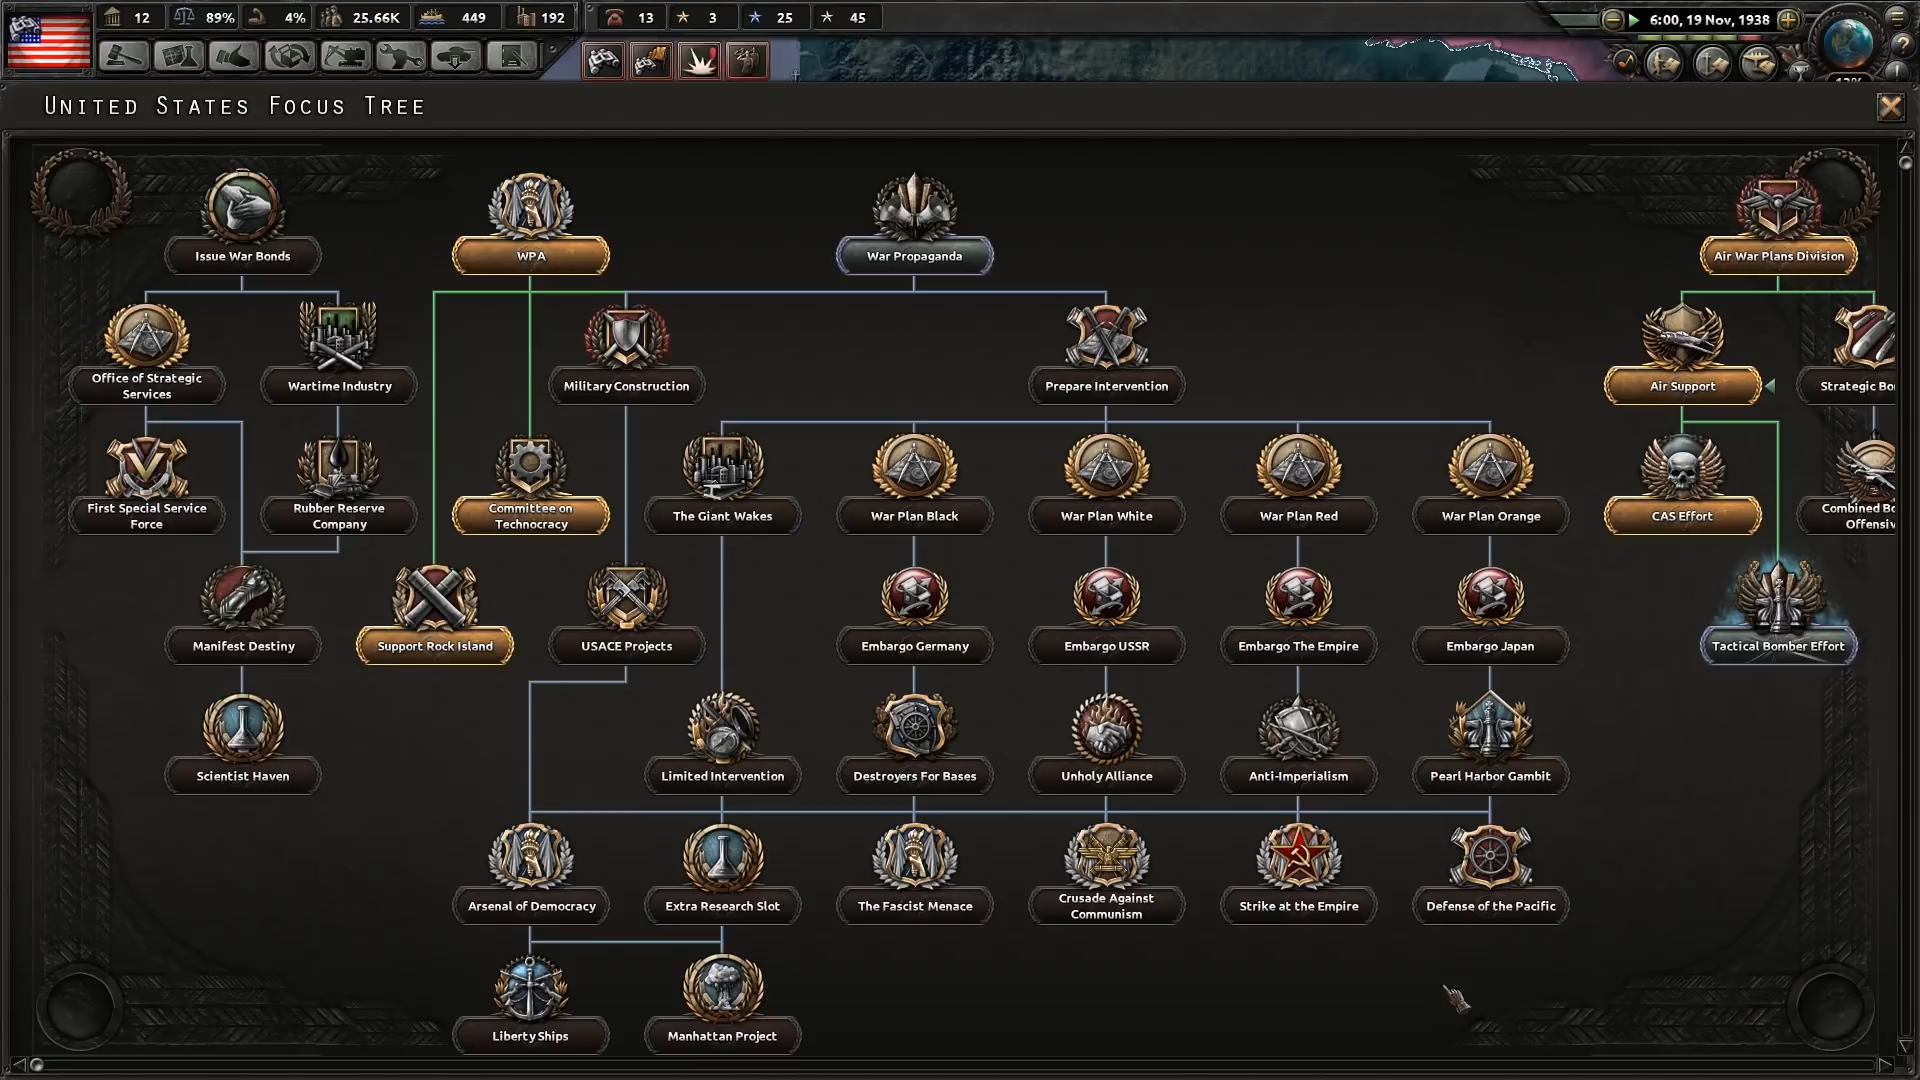 12 89% 4% 25.66K 449 192 13 3 25 45 6:00, 19 Nov, 1938
United States Focus Tree
Issue War Bonds WPA War Propaganda Air War Plans Division
Office of Strategic
Services
Wartime Industry Military Construction Prepare Intervention Air Support Strategic
First Special Service
Force
Rubber Reserve
Company
Committee on
Technocracy
The Giant Wakes War Plan Black War Plan White War Plan Red War Plan Orange CAS Effort
Combined
Manifest Destiny Support Rock Island USACE Projects Embargo Germany Embargo USSR Embargo The Empire Embargo Japan Tactical Bomber Effort
Scientist Haven Limited Intervention Destroyers For Bases Unholy Alliance Anti-Imperialism Pearl Harbor Gambit
Arsenal of Democracy Extra Research Slot The Fascist Menace
Crusade Against
Communism
Strike at the Empire Defense of the Pacific
Liberty Ships Manhattan Project